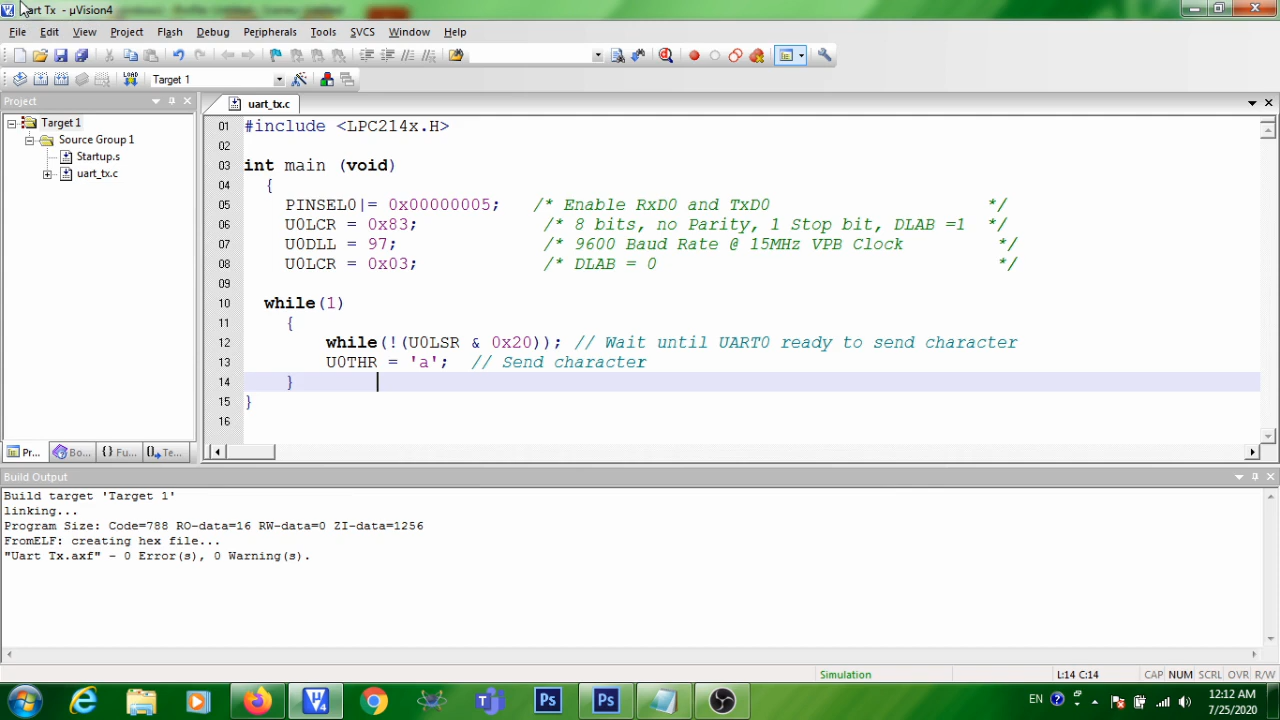 art Tx - µVision4
File Edit View Project Flash Debug Peripherals Tools SVCS Window Help
LOAD Target 1
Project
uart_tx.c
Target 1
Source Group 1
Startup.s
uart_tx.c
01 #include <LPC214x.H>
02
03 int main (void)
04 {
05 PINSEL0|= 0x00000005; /* Enable RxD0 and TxD0 */
06 U0LCR = 0x83; /* 8 bits, no Parity, 1 Stop bit, DLAB =1 */
07 U0DLL = 97; /* 9600 Baud Rate @ 15MHz VPB Clock */
08 U0LCR = 0x03; /* DLAB = 0 */
09
10 while(1)
11 {
12 while(!(U0LSR & 0x20)); // Wait until UART0 ready to send character
13 U0THR = 'a'; // Send character
14 }
15 }
16
Pr... Bo... {} Fu... Te...
Build Output
Build target 'Target 1'
linking...
Program Size: Code=788 RO-data=16 RW-data=0 ZI-data=1256
FromELF: creating hex file...
"Uart Tx.axf" - 0 Error(s), 0 Warning(s).
Simulation L:14 C:14 CAP NUM SCRL OVR R/W
Ps Ps EN 12:12 AM
7/25/2020